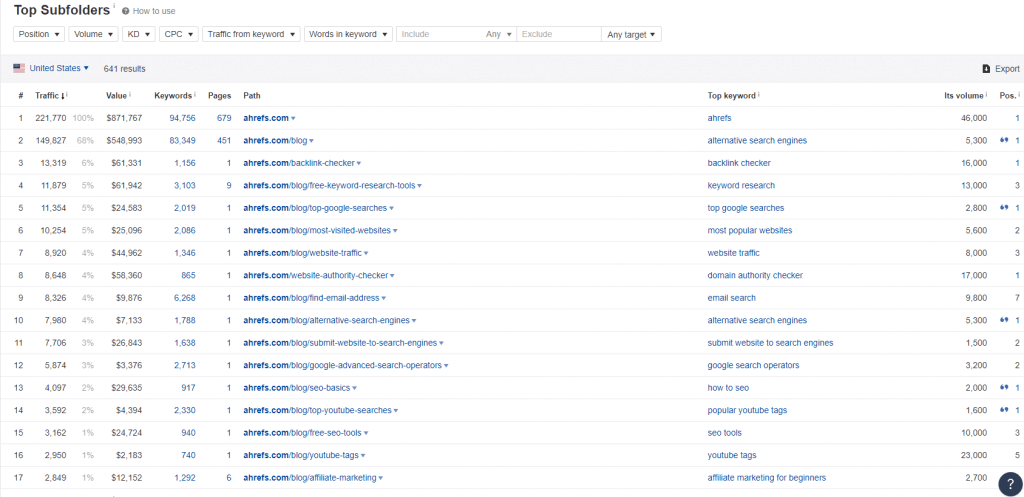 Top Subfolders i ? How to use
Position Volume KD CPC Traffic from keyword Words in keyword Include Any Exclude Any target
United States 641 results Export
# Traffic i Value i Keywords i Pages Path Top keyword i Its volume i Pos. i
1 221,770 100% $871,767 94,756 679 ahrefs.com ahrefs 46,000 1
2 149,827 68% $548,993 83,349 451 ahrefs.com/blog alternative search engines 5,300 1
3 13,319 6% $61,331 1,156 1 ahrefs.com/backlink-checker backlink checker 16,000 1
4 11,879 5% $61,942 3,103 9 ahrefs.com/blog/free-keyword-research-tools keyword research 13,000 3
5 11,354 5% $24,583 2,019 1 ahrefs.com/blog/top-google-searches top google searches 2,800 1
6 10,254 5% $25,096 2,086 1 ahrefs.com/blog/most-visited-websites most popular websites 5,600 2
7 8,920 4% $44,962 1,346 1 ahrefs.com/blog/website-traffic website traffic 8,000 3
8 8,648 4% $58,360 865 1 ahrefs.com/website-authority-checker domain authority checker 17,000 1
9 8,326 4% $9,876 6,268 1 ahrefs.com/blog/find-email-address email search 9,800 7
10 7,980 4% $7,133 1,788 1 ahrefs.com/blog/alternative-search-engines alternative search engines 5,300 1
11 7,706 3% $26,843 1,638 1 ahrefs.com/blog/submit-website-to-search-engines submit website to search engines 1,500 2
12 5,874 3% $3,376 2,713 1 ahrefs.com/blog/google-advanced-search-operators google search operators 3,200 2
13 4,097 2% $29,635 917 1 ahrefs.com/blog/seo-basics how to seo 2,000 1
14 3,592 2% $4,394 2,330 1 ahrefs.com/blog/top-youtube-searches popular youtube tags 1,600 1
15 3,162 1% $24,724 940 1 ahrefs.com/blog/free-seo-tools seo tools 10,000 3
16 2,950 1% $2,183 740 1 ahrefs.com/blog/youtube-tags youtube tags 23,000 5
17 2,849 1% $12,152 1,292 6 ahrefs.com/blog/affiliate-marketing affiliate marketing for beginners 2,700 ?